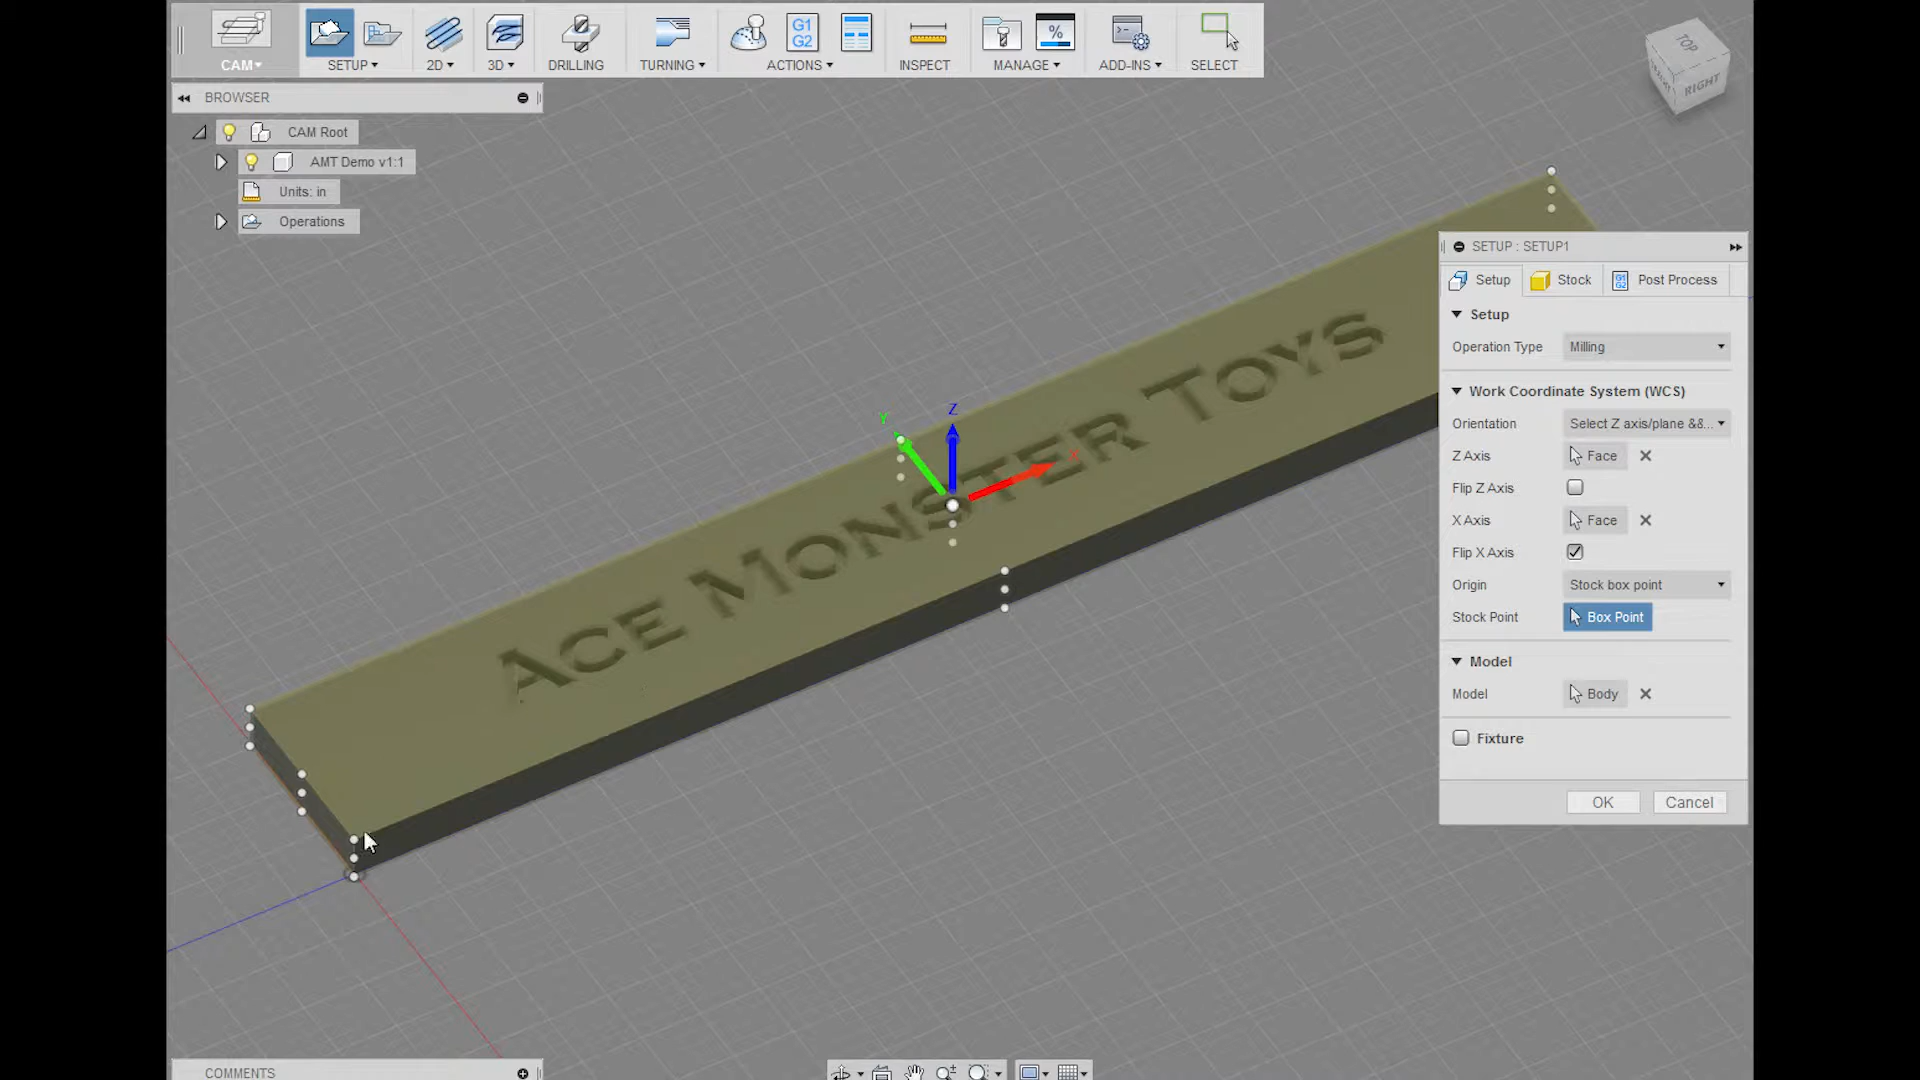 CAM
SETUP
2D
3D
DRILLING
TURNING
G1
G2
ACTIONS
INSPECT
%
MANAGE
ADD-INS
SELECT
TOP
RIGHT
BROWSER
CAM Root
AMT Demo v1:1
Units: in
Operations
ACE MONSTER TOYS
Z
Y
X
SETUP : SETUP1
Setup
Stock
G1
G2
Post Process
Setup
Operation Type
Milling
Work Coordinate System (WCS)
Orientation
Select Z axis/plane &&...
Z Axis
Face
Flip Z Axis
X Axis
Face
Flip X Axis
Origin
Stock box point
Stock Point
Box Point
Model
Model
Body
Fixture
OK
Cancel
COMMENTS